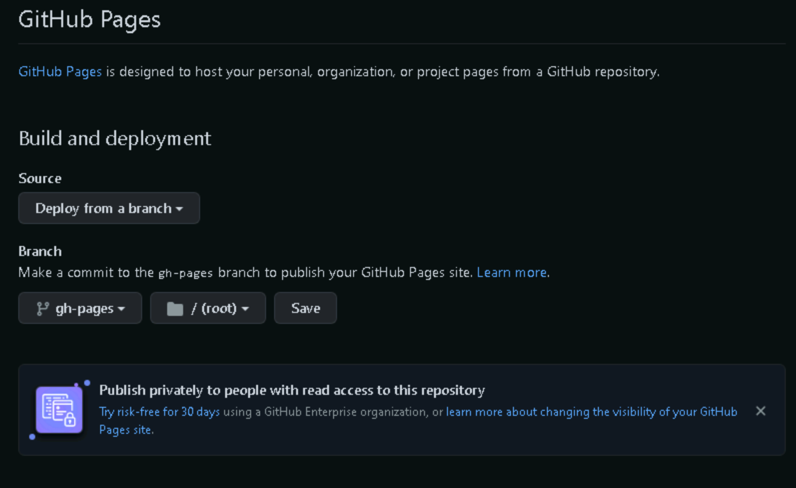 GitHub Pages
GitHub Pages is designed to host your personal, organization, or project pages from a GitHub repository.
Build and deployment
Source
Deploy from a branch
Branch
Make a commit to the gh-pages branch to publish your GitHub Pages site. Learn more.
gh-pages / (root) Save
Publish privately to people with read access to this repository
Try risk-free for 30 days using a GitHub Enterprise organization, or learn more about changing the visibility of your GitHub
Pages site.